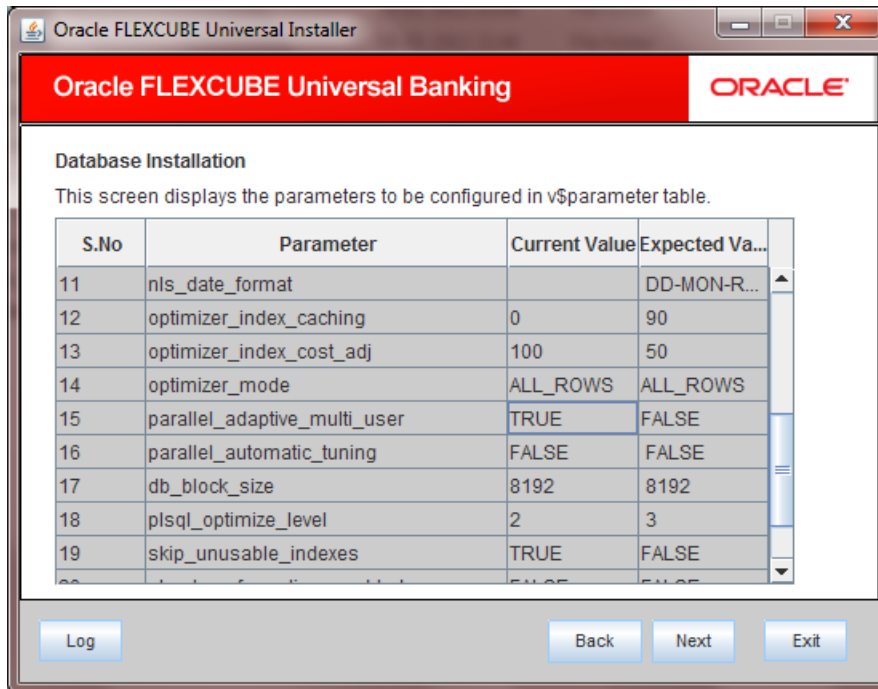 Oracle FLEXCUBE Universal Installer
Oracle FLEXCUBE Universal Banking ORACLE
Database Installation
This screen displays the parameters to be configured in v$parameter table.
S.No Parameter Current Value Expected Va...
11 nls_date_format DD-MON-R...
12 optimizer_index_caching 0 90
13 optimizer_index_cost_adj 100 50
14 optimizer_mode ALL_ROWS ALL_ROWS
15 parallel_adaptive_multi_user TRUE FALSE
16 parallel_automatic_tuning FALSE FALSE
17 db_block_size 8192 8192
18 plsql_optimize_level 2 3
19 skip_unusable_indexes TRUE FALSE
Log Back Next Exit